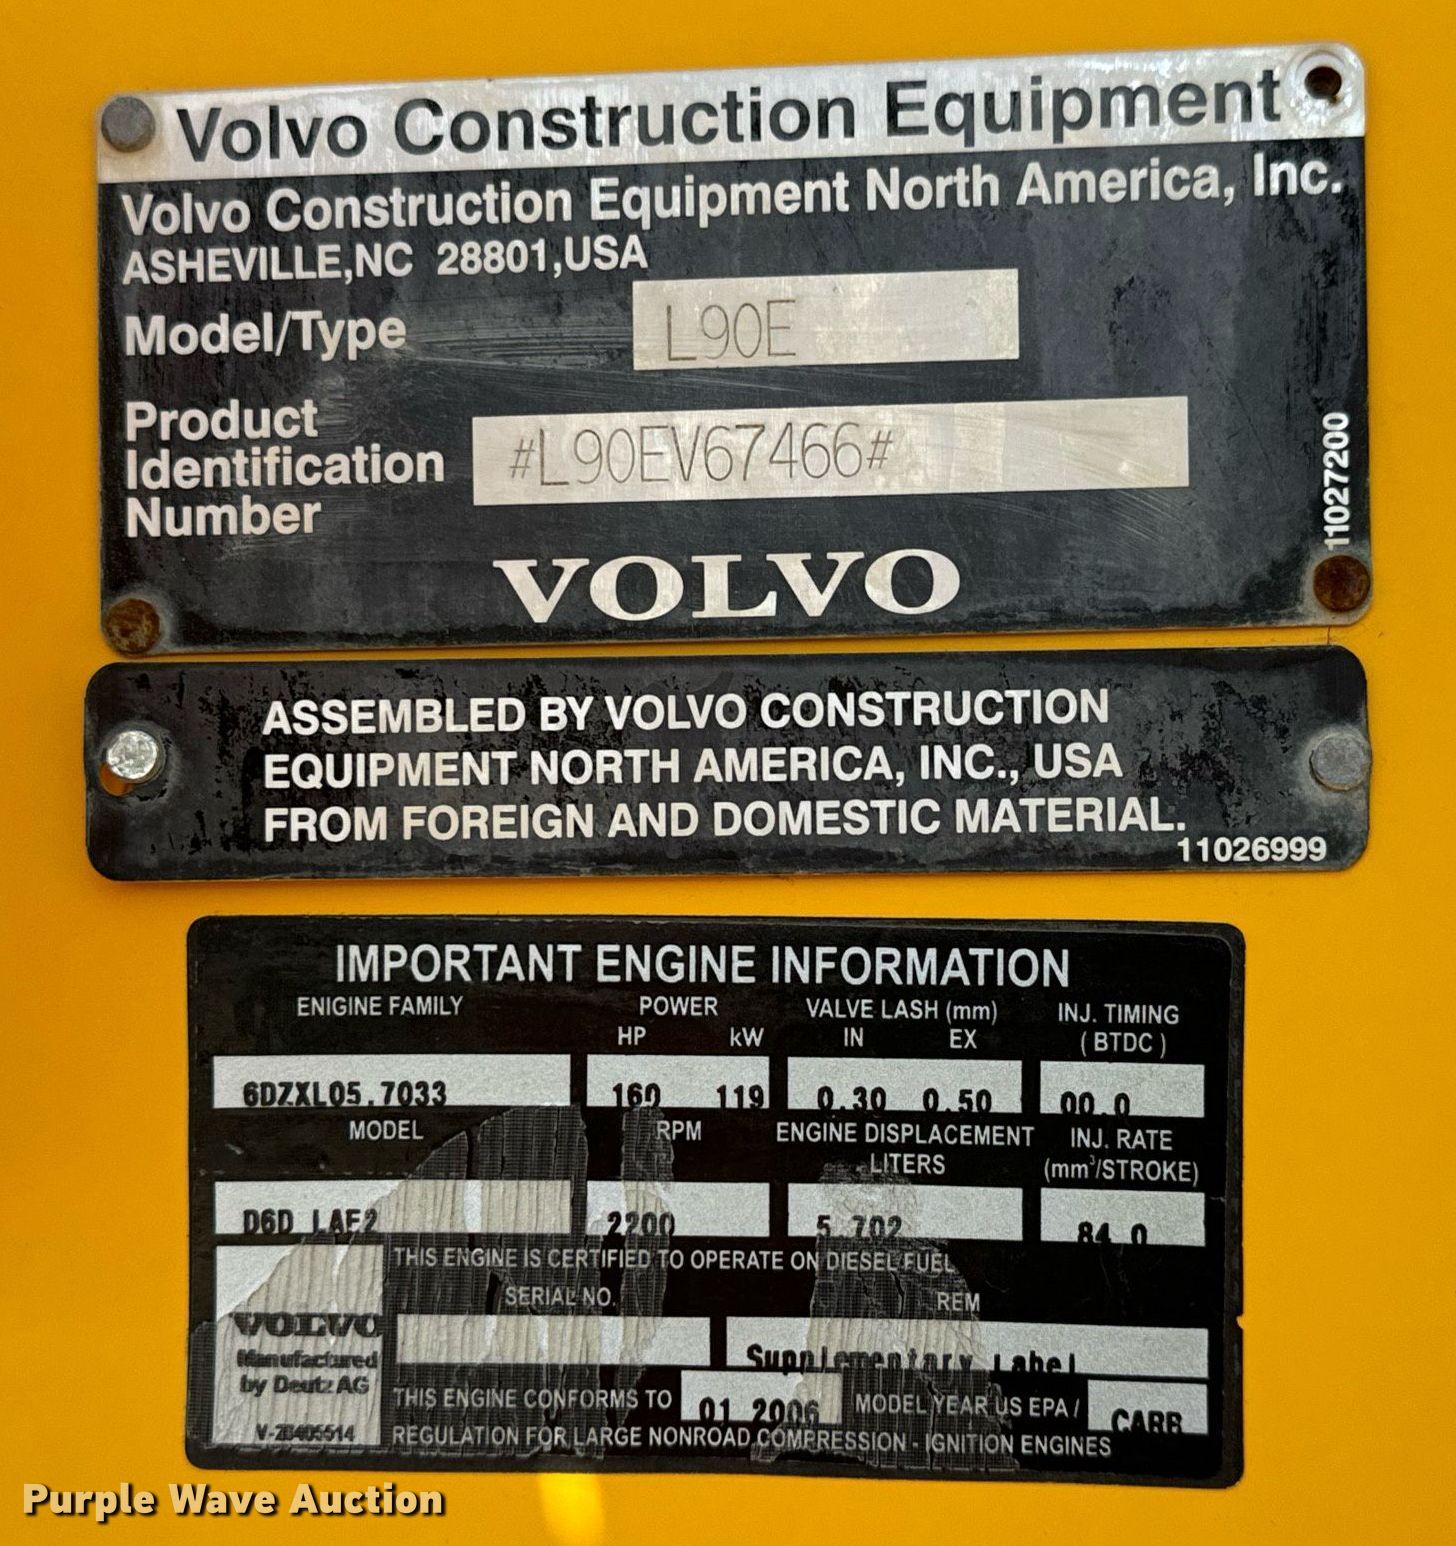 Volvo Construction Equipment
Volvo Construction Equipment North America, Inc.
ASHEVILLE,NC 28801,USA
Model/Type L90E
Product
Identification
Number
#L90EV67466#
11027200
VOLVO
ASSEMBLED BY VOLVO CONSTRUCTION
EQUIPMENT NORTH AMERICA, INC., USA
FROM FOREIGN AND DOMESTIC MATERIAL.
11026999
IMPORTANT ENGINE INFORMATION
ENIGINE FAMILY POWER VALVE LASH (mm) INJ. TIMING
HP kW IN EX ( BTDC )
6DZXL05.7033 160 119 0.30 0.50 00.0
MODEL RPM ENGINE DISPLACEMENT INJ. RATE
LITERS (mm³/STROKE)
D6D LAE2 2200 5.702 84.0
THIS ENGINE IS CERTIFIED TO OPERATE ON DIESEL FUEL
SERIAL NO. REM
Supplementary Label
VOLVO
Manufactured
by Deutz AG
THIS ENGINE CONFORMS TO 01.2006 MODEL YEAR US EPA / CARB
REGULATION FOR LARGE NONROAD COMPRESSION - IGNITION ENGINES
Purple Wave Auction